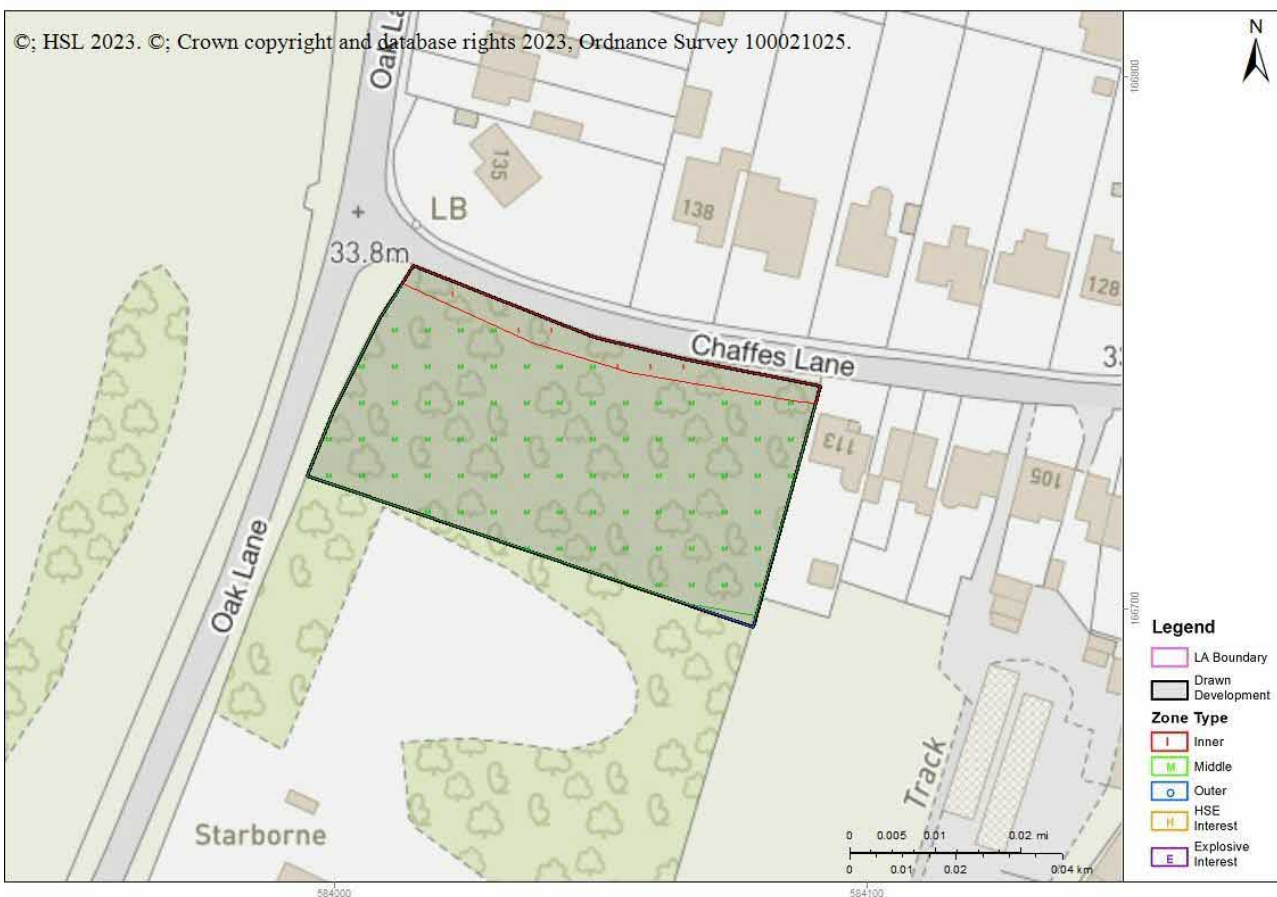 ©; HSL 2023. ©; Crown copyright and database rights 2023, Ordnance Survey 100021025.
N
166800
135
LB
138
128
33.8m
Chaffes Lane
113
105
Oak Lane
166700
Legend
LA Boundary
Drawn
Development
Zone Type
I Inner
M Middle
O Outer
H HSE
Interest
E Explosive
Interest
Track
Starborne
0 0.005 0.01 0.02 mi
0 0.01 0.02 0.04 km
584000
584100